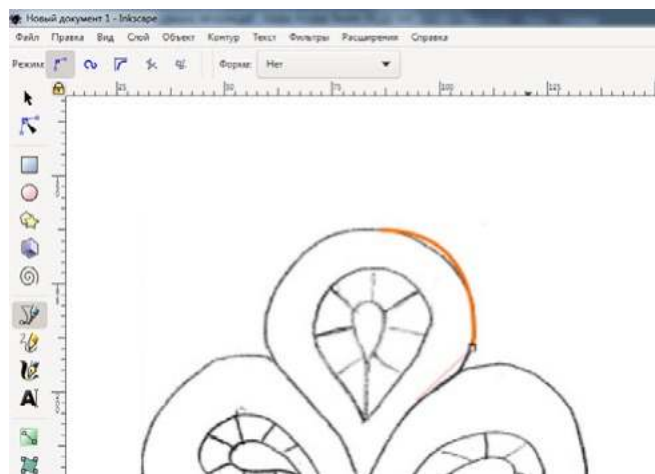 Новый документ 1 - Inkscape
Файл Правка Вид Слой Объект Контур Текст Фильтры Расширения Справка
Режим: Форма: Нет
25 50 75 100 125